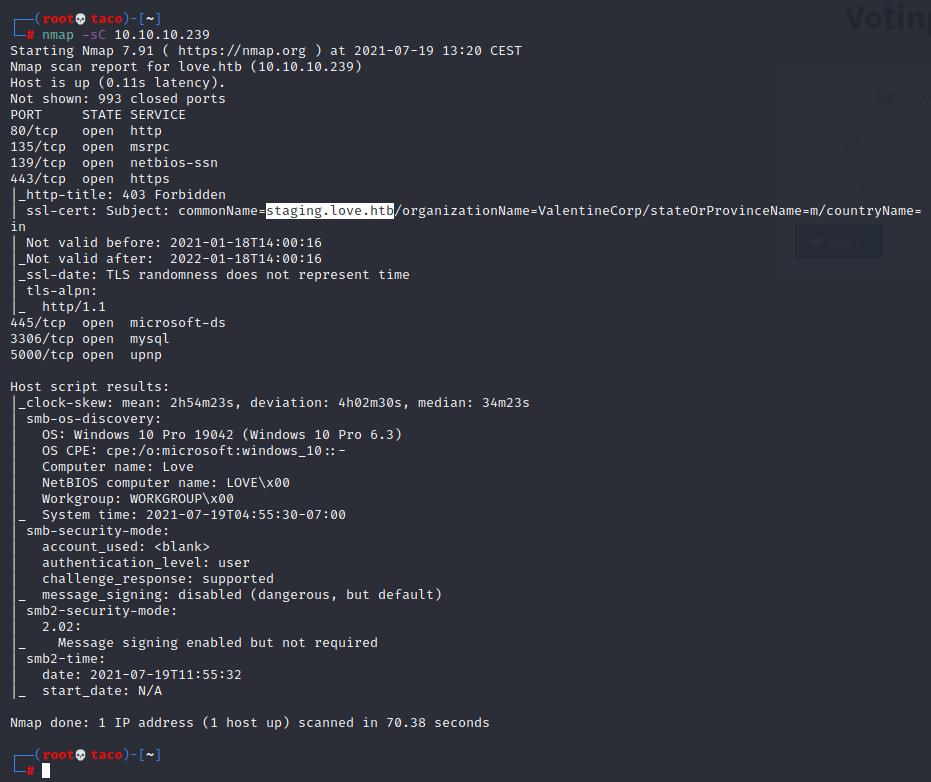 ┌──(root💀taco)-[~]
└─# nmap -sC 10.10.10.239
Starting Nmap 7.91 ( https://nmap.org ) at 2021-07-19 13:20 CEST
Nmap scan report for love.htb (10.10.10.239)
Host is up (0.11s latency).
Not shown: 993 closed ports
PORT     STATE SERVICE
80/tcp   open  http
135/tcp  open  msrpc
139/tcp  open  netbios-ssn
443/tcp  open  https
|_http-title: 403 Forbidden
| ssl-cert: Subject: commonName=staging.love.htb/organizationName=ValentineCorp/stateOrProvinceName=m/countryName=
in
| Not valid before: 2021-01-18T14:00:16
|_Not valid after:  2022-01-18T14:00:16
|_ssl-date: TLS randomness does not represent time
| tls-alpn:
|_  http/1.1
445/tcp  open  microsoft-ds
3306/tcp open  mysql
5000/tcp open  upnp

Host script results:
|_clock-skew: mean: 2h54m23s, deviation: 4h02m30s, median: 34m23s
| smb-os-discovery:
|   OS: Windows 10 Pro 19042 (Windows 10 Pro 6.3)
|   OS CPE: cpe:/o:microsoft:windows_10::-
|   Computer name: Love
|   NetBIOS computer name: LOVE\x00
|   Workgroup: WORKGROUP\x00
|_  System time: 2021-07-19T04:55:30-07:00
| smb-security-mode:
|   account_used: <blank>
|   authentication_level: user
|   challenge_response: supported
|_  message_signing: disabled (dangerous, but default)
| smb2-security-mode:
|   2.02:
|_    Message signing enabled but not required
| smb2-time:
|   date: 2021-07-19T11:55:32
|_  start_date: N/A

Nmap done: 1 IP address (1 host up) scanned in 70.38 seconds

┌──(root💀taco)-[~]
└─#
Votin
Sign in
Sign In